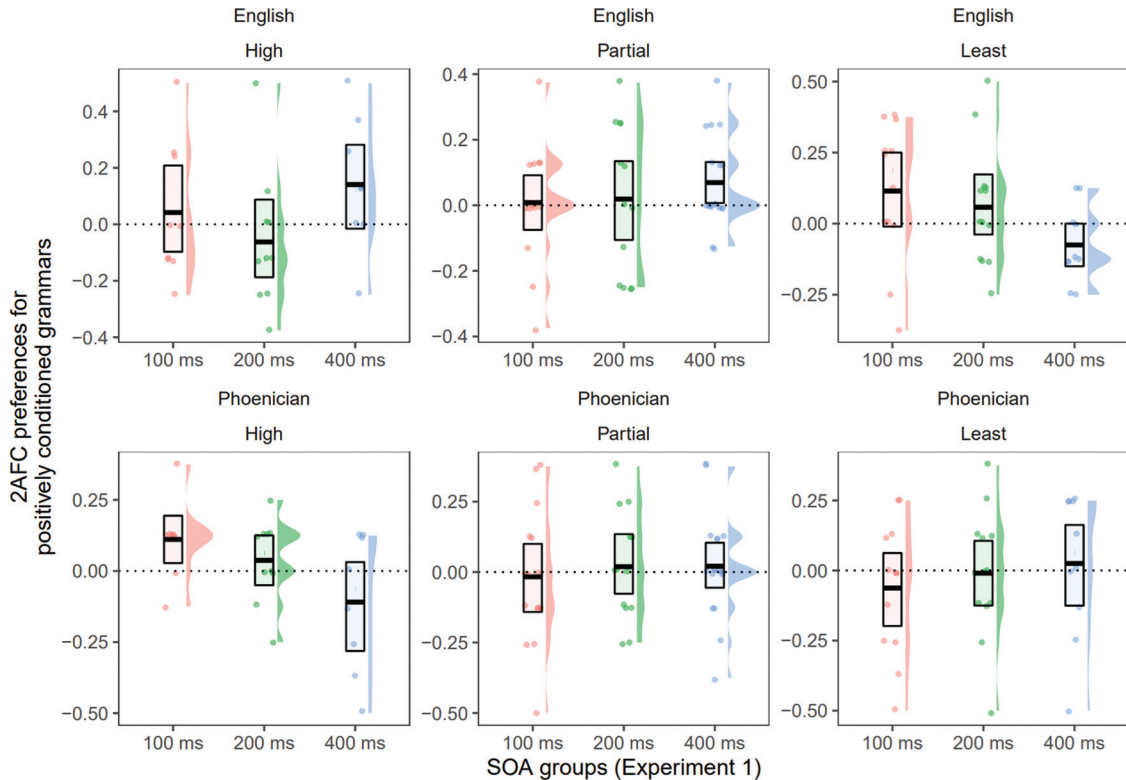 English English English
High Partial Least
2AFC preferences for
positively conditioned grammars
0.4
0.2
0.0
−0.2
−0.4
100 ms 200 ms 400 ms
0.4
0.2
0.0
−0.2
−0.4
100 ms 200 ms 400 ms
0.50
0.25
0.00
−0.25
100 ms 200 ms 400 ms
Phoenician Phoenician Phoenician
High Partial Least
0.25
0.00
−0.25
−0.50
100 ms 200 ms 400 ms
0.25
0.00
−0.25
−0.50
100 ms 200 ms 400 ms
0.25
0.00
−0.25
−0.50
100 ms 200 ms 400 ms
SOA groups (Experiment 1)